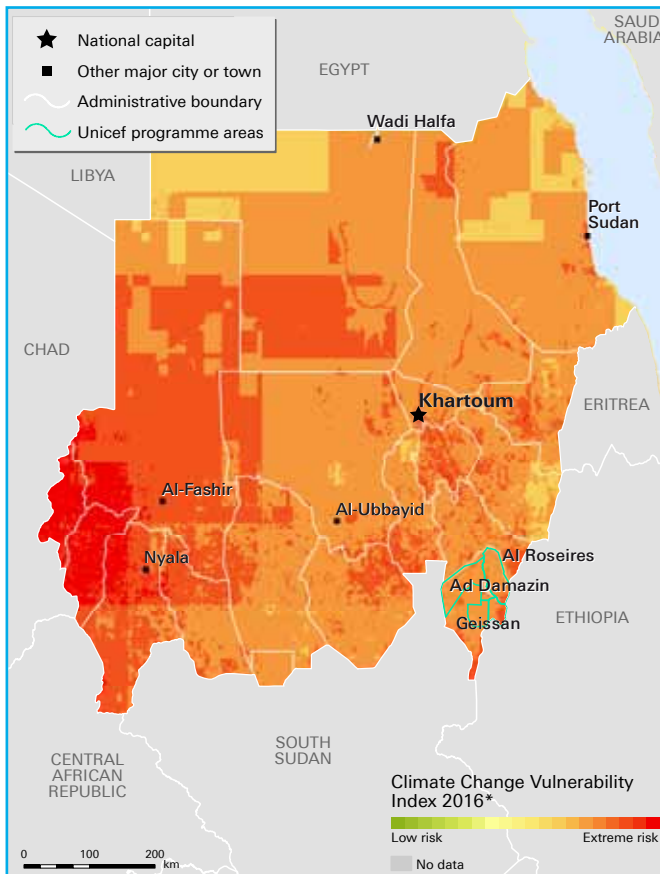 National capital
Other major city or town
Administrative boundary
Unicef programme areas
SAUDI
ARABIA
EGYPT
Wadi Halfa
LIBYA
Port
Sudan
CHAD
Khartoum
ERITREA
Al-Fashir
Al-Ubbayid
Nyala
Al Roseires
Ad Damazin
Geissan
ETHIOPIA
SOUTH
SUDAN
CENTRAL
AFRICAN
REPUBLIC
Climate Change Vulnerability
Index 2016*
Low risk
Extreme risk
No data
0 100 200
km